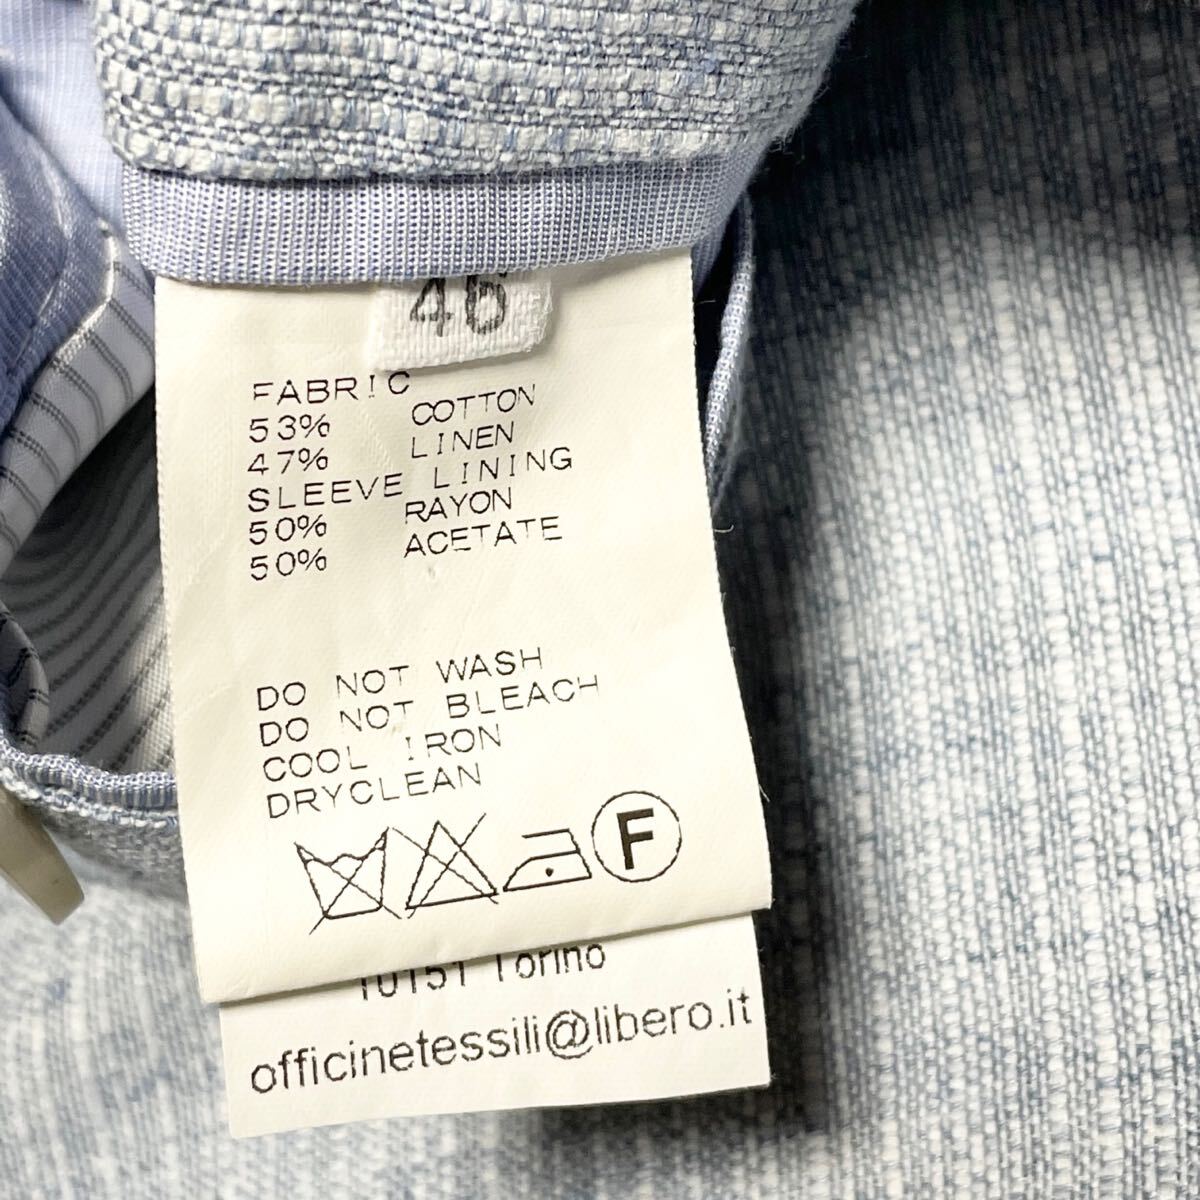 46
FABRIC
53% COTTON
47% LINEN
SLEEVE LINING
50% RAYON
50% ACETATE
DO NOT WASH
DO NOT BLEACH
COOL IRON
DRYCLEAN
F
10151 Torino
officinetessili@libero.it